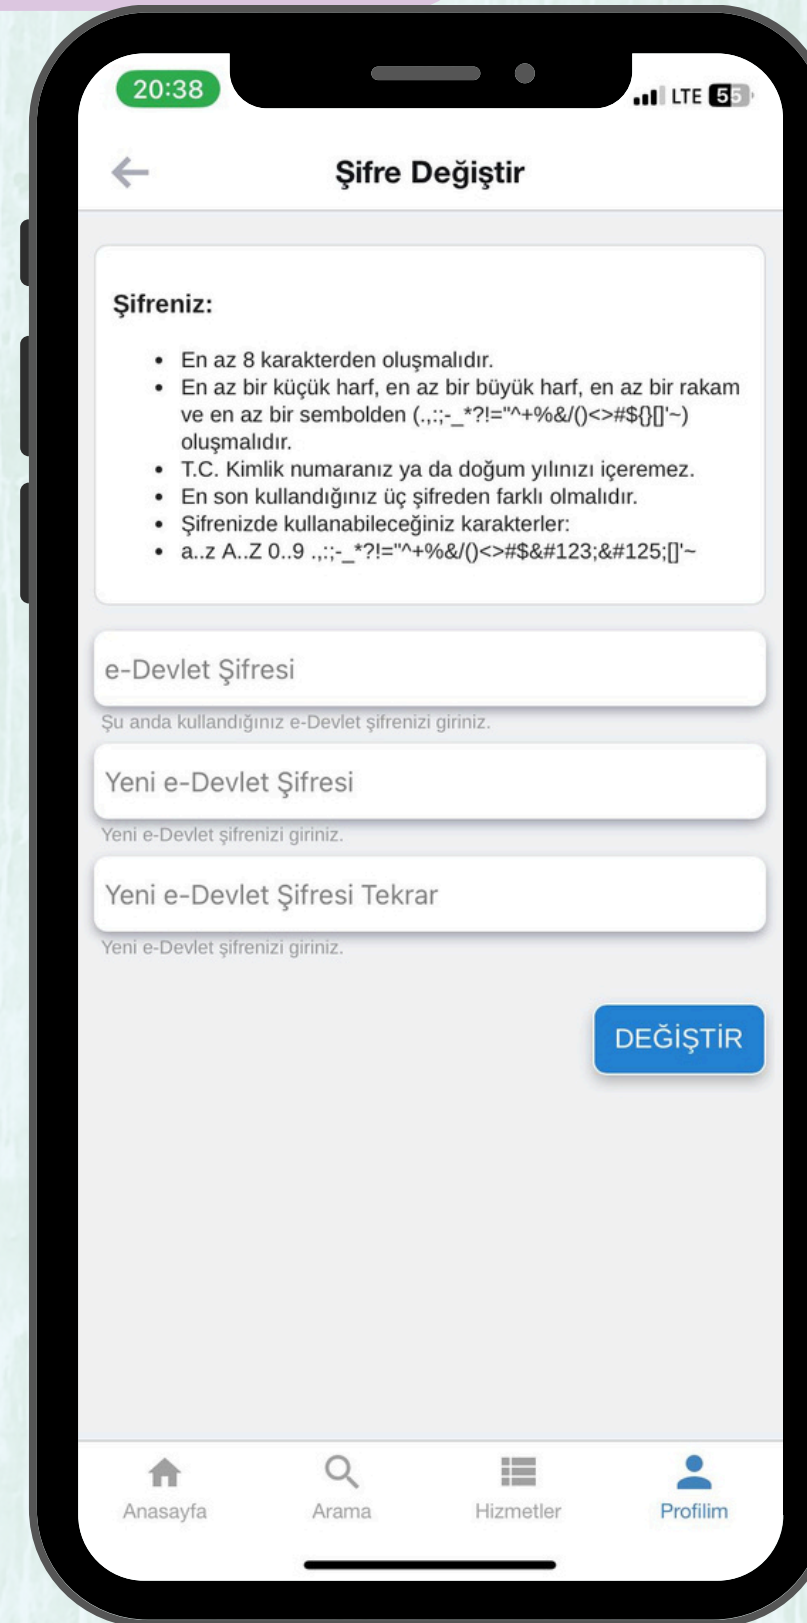 20:38
LTE 55
Şifre Değiştir
Şifreniz:
• En az 8 karakterden oluşmalıdır.
• En az bir küçük harf, en az bir büyük harf, en az bir rakam
ve en az bir sembolden (.,:;-_*?!="^+%&/()<>#${}[]'~)
oluşmalıdır.
• T.C. Kimlik numaranız ya da doğum yılınızı içeremez.
• En son kullandığınız üç şifreden farklı olmalıdır.
• Şifrenizde kullanabileceğiniz karakterler:
• a..z A..Z 0..9 .,:;-_*?!="^+%&/()<>#$&#123;&#125;[]'~
e-Devlet Şifresi
Şu anda kullandığınız e-Devlet şifrenizi giriniz.
Yeni e-Devlet Şifresi
Yeni e-Devlet şifrenizi giriniz.
Yeni e-Devlet Şifresi Tekrar
Yeni e-Devlet şifrenizi giriniz.
DEĞİŞTİR
Anasayfa
Arama
Hizmetler
Profilim